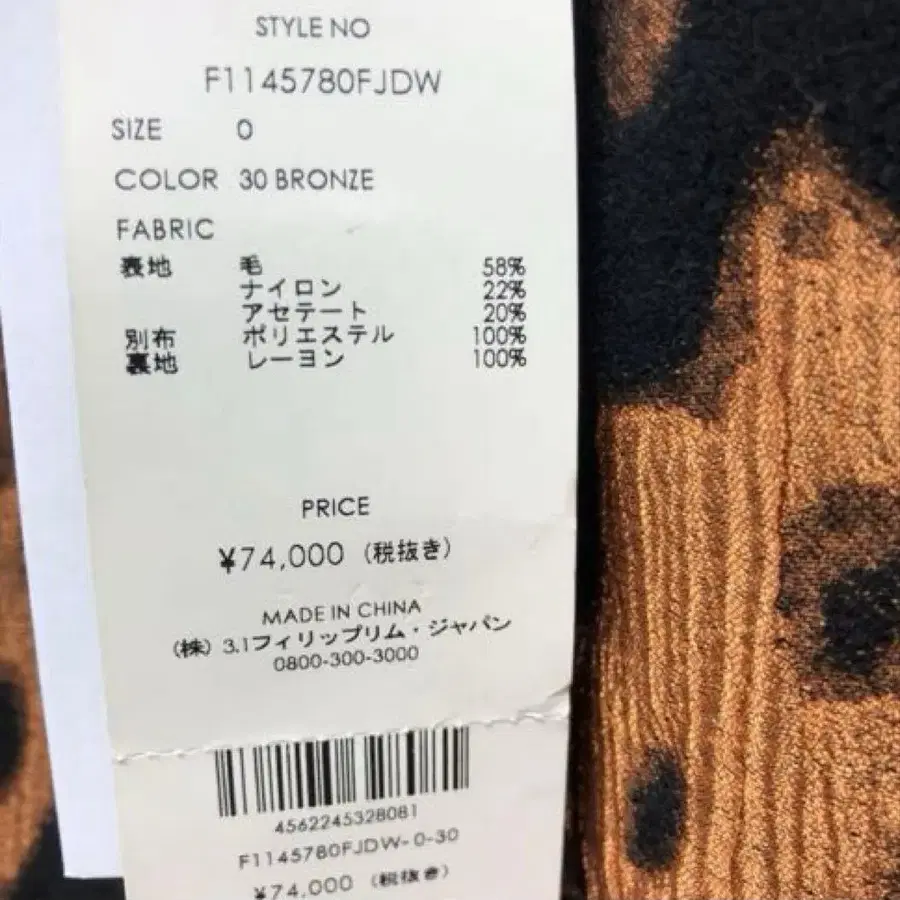 STYLE NO
F1145780FJDW
SIZE 0
COLOR 30 BRONZE
FABRIC
表地 毛 58%
ナイロン 22%
アセテート 20%
別布 ポリエステル 100%
裏地 レーヨン 100%
PRICE
¥74,000 (税抜き)
MADE IN CHINA
(株) 3.1フィリップリム・ジャパン
0800-300-3000
4562245328081
F1145780FJDW-0-30
¥74,000 (税抜き)